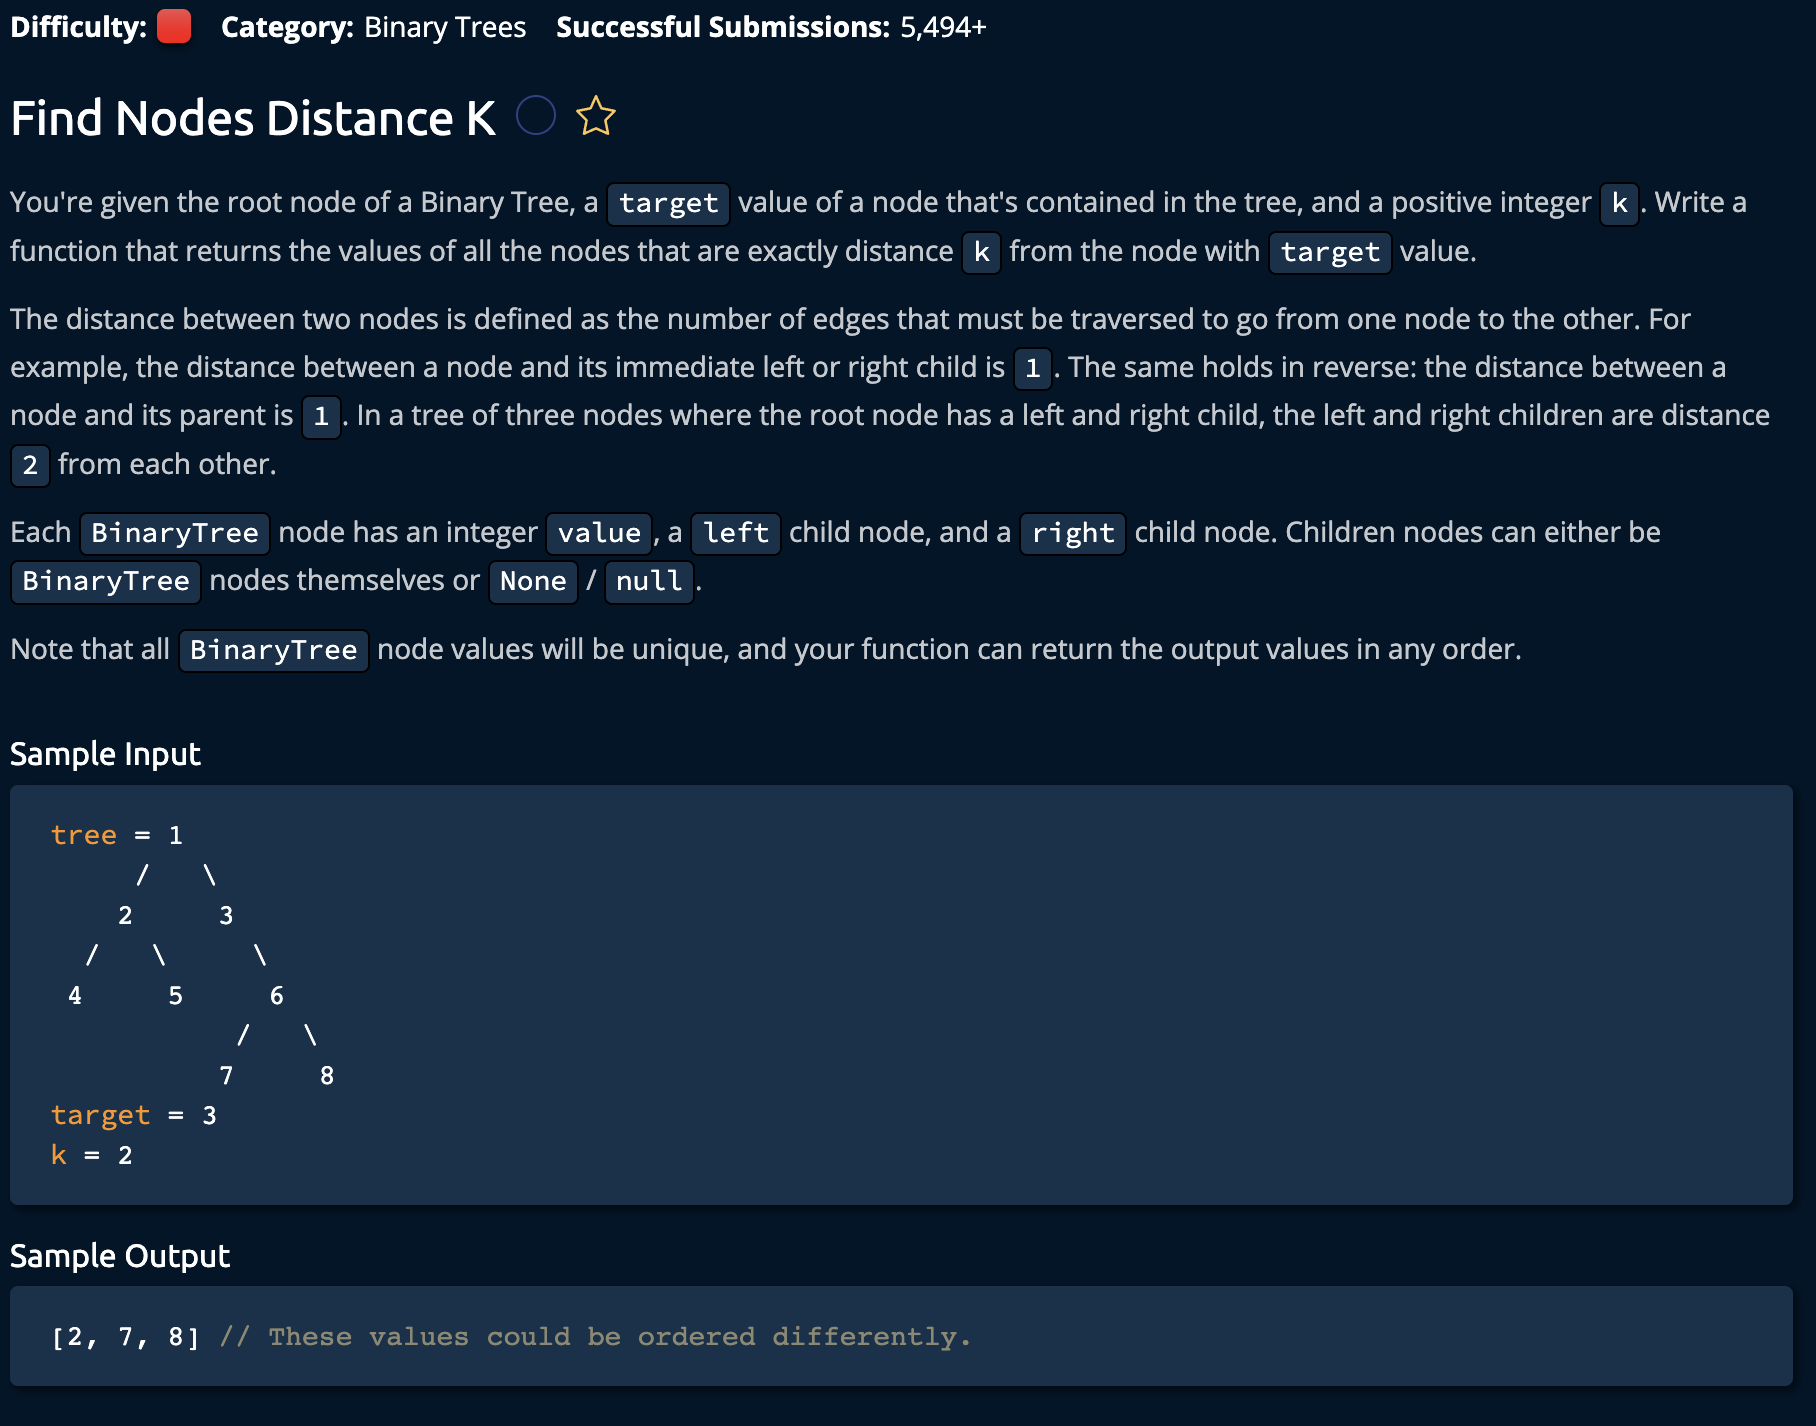 Difficulty: Category: Binary Trees Successful Submissions: 5,494+
Find Nodes Distance K
You're given the root node of a Binary Tree, a target value of a node that's contained in the tree, and a positive integer k. Write a
function that returns the values of all the nodes that are exactly distance k from the node with target value.
The distance between two nodes is defined as the number of edges that must be traversed to go from one node to the other. For
example, the distance between a node and its immediate left or right child is 1. The same holds in reverse: the distance between a
node and its parent is 1. In a tree of three nodes where the root node has a left and right child, the left and right children are distance
2 from each other.
Each BinaryTree node has an integer value, a left child node, and a right child node. Children nodes can either be
BinaryTree nodes themselves or None / null.
Note that all BinaryTree node values will be unique, and your function can return the output values in any order.
Sample Input
tree = 1
/ \
2 3
/ \ \
4 5 6
/ \
7 8
target = 3
k = 2
Sample Output
[2, 7, 8] // These values could be ordered differently.